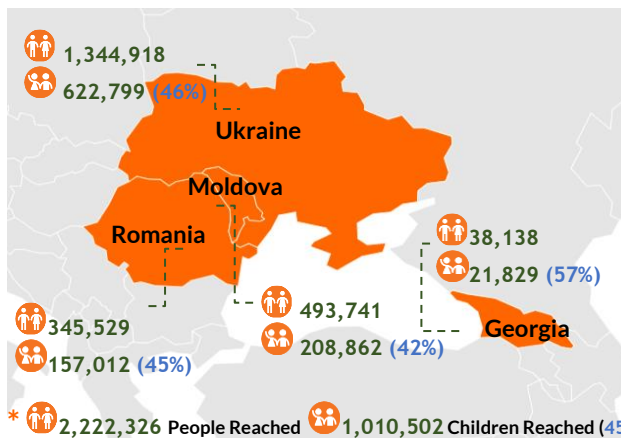 1,344,918
622,799 (46%)
Ukraine
Moldova
Romania
38,138
21,829 (57%)
493,741
345,529
Georgia
208,862 (42%)
157,012 (45%)
* 2,222,326 People Reached 1,010,502 Children Reached (45